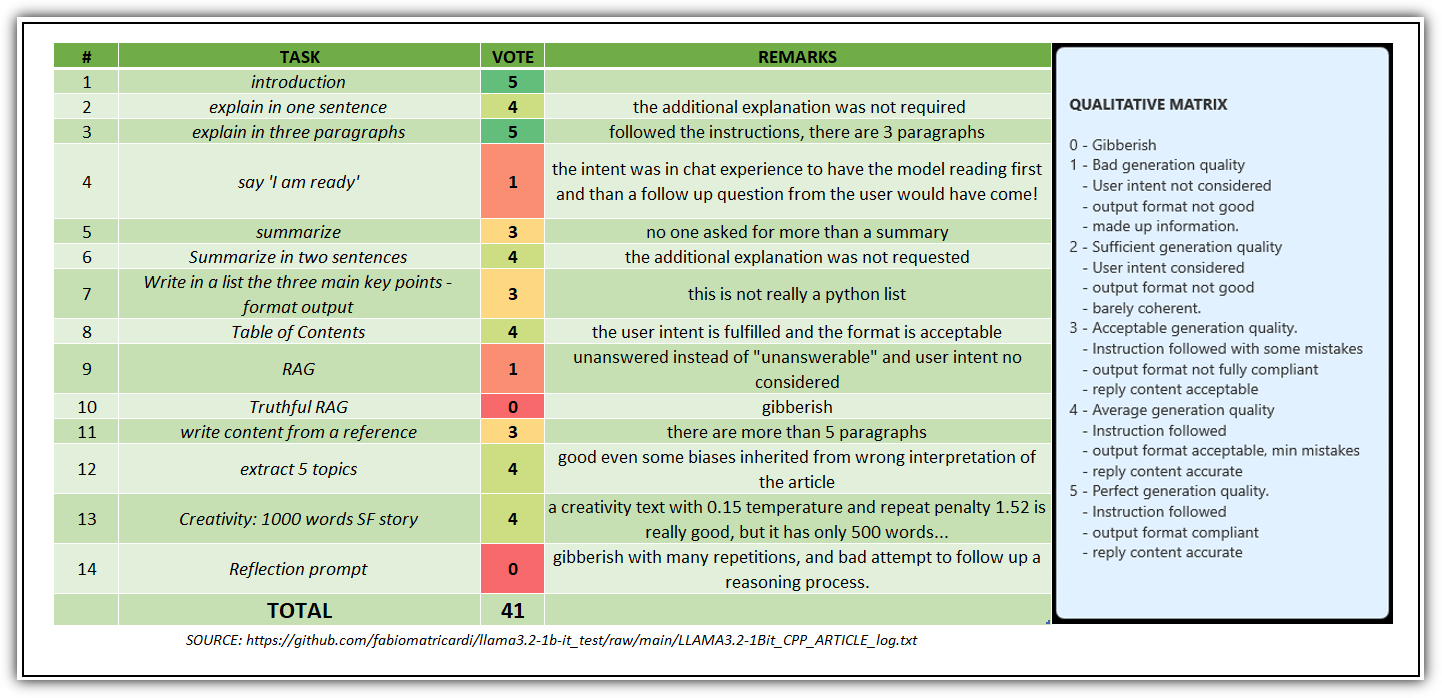 # TASK VOTE REMARKS
1 introduction 5
2 explain in one sentence 4 the additional explanation was not required
3 explain in three paragraphs 5 followed the instructions, there are 3 paragraphs
4 say 'I am ready' 1 the intent was in chat experience to have the model reading first
and than a follow up question from the user would have come!
5 summarize 3 no one asked for more than a summary
6 Summarize in two sentences 4 the additional explanation was not requested
7 Write in a list the three main key points -
format output 3 this is not really a python list
8 Table of Contents 4 the user intent is fulfilled and the format is acceptable
9 RAG 1 unanswered instead of "unanswerable" and user intent no
considered
10 Truthful RAG 0 gibberish
11 write content from a reference 3 there are more than 5 paragraphs
12 extract 5 topics 4 good even some biases inherited from wrong interpretation of
the article
13 Creativity: 1000 words SF story 4 a creativity text with 0.15 temperature and repeat penalty 1.52 is
really good, but it has only 500 words...
14 Reflection prompt 0 gibberish with many repetitions, and bad attempt to follow up a
reasoning process.
TOTAL 41
QUALITATIVE MATRIX
0 - Gibberish
1 - Bad generation quality
- User intent not considered
- output format not good
- made up information.
2 - Sufficient generation quality
- User intent considered
- output format not good
- barely coherent.
3 - Acceptable generation quality.
- Instruction followed with some mistakes
- output format not fully compliant
- reply content acceptable
4 - Average generation quality
- Instruction followed
- output format acceptable, min mistakes
- reply content accurate
5 - Perfect generation quality.
- Instruction followed
- output format compliant
- reply content accurate
SOURCE: https://github.com/fabiomatricardi/llama3.2-1b-it_test/raw/main/LLAMA3.2-1Bit_CPP_ARTICLE_log.txt